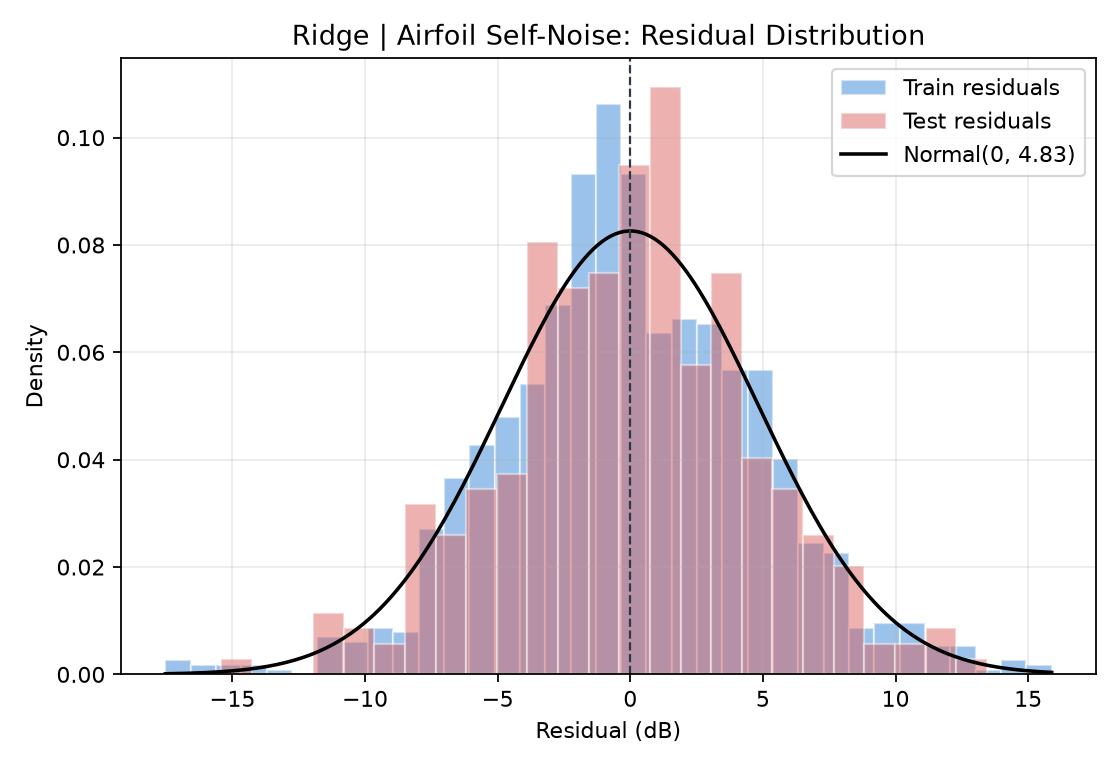 Ridge | Airfoil Self-Noise: Residual Distribution
Train residuals
Test residuals
Normal(0, 4.83)
Density
0.10
0.08
0.06
0.04
0.02
0.00
−15
−10
−5
0
5
10
15
Residual (dB)